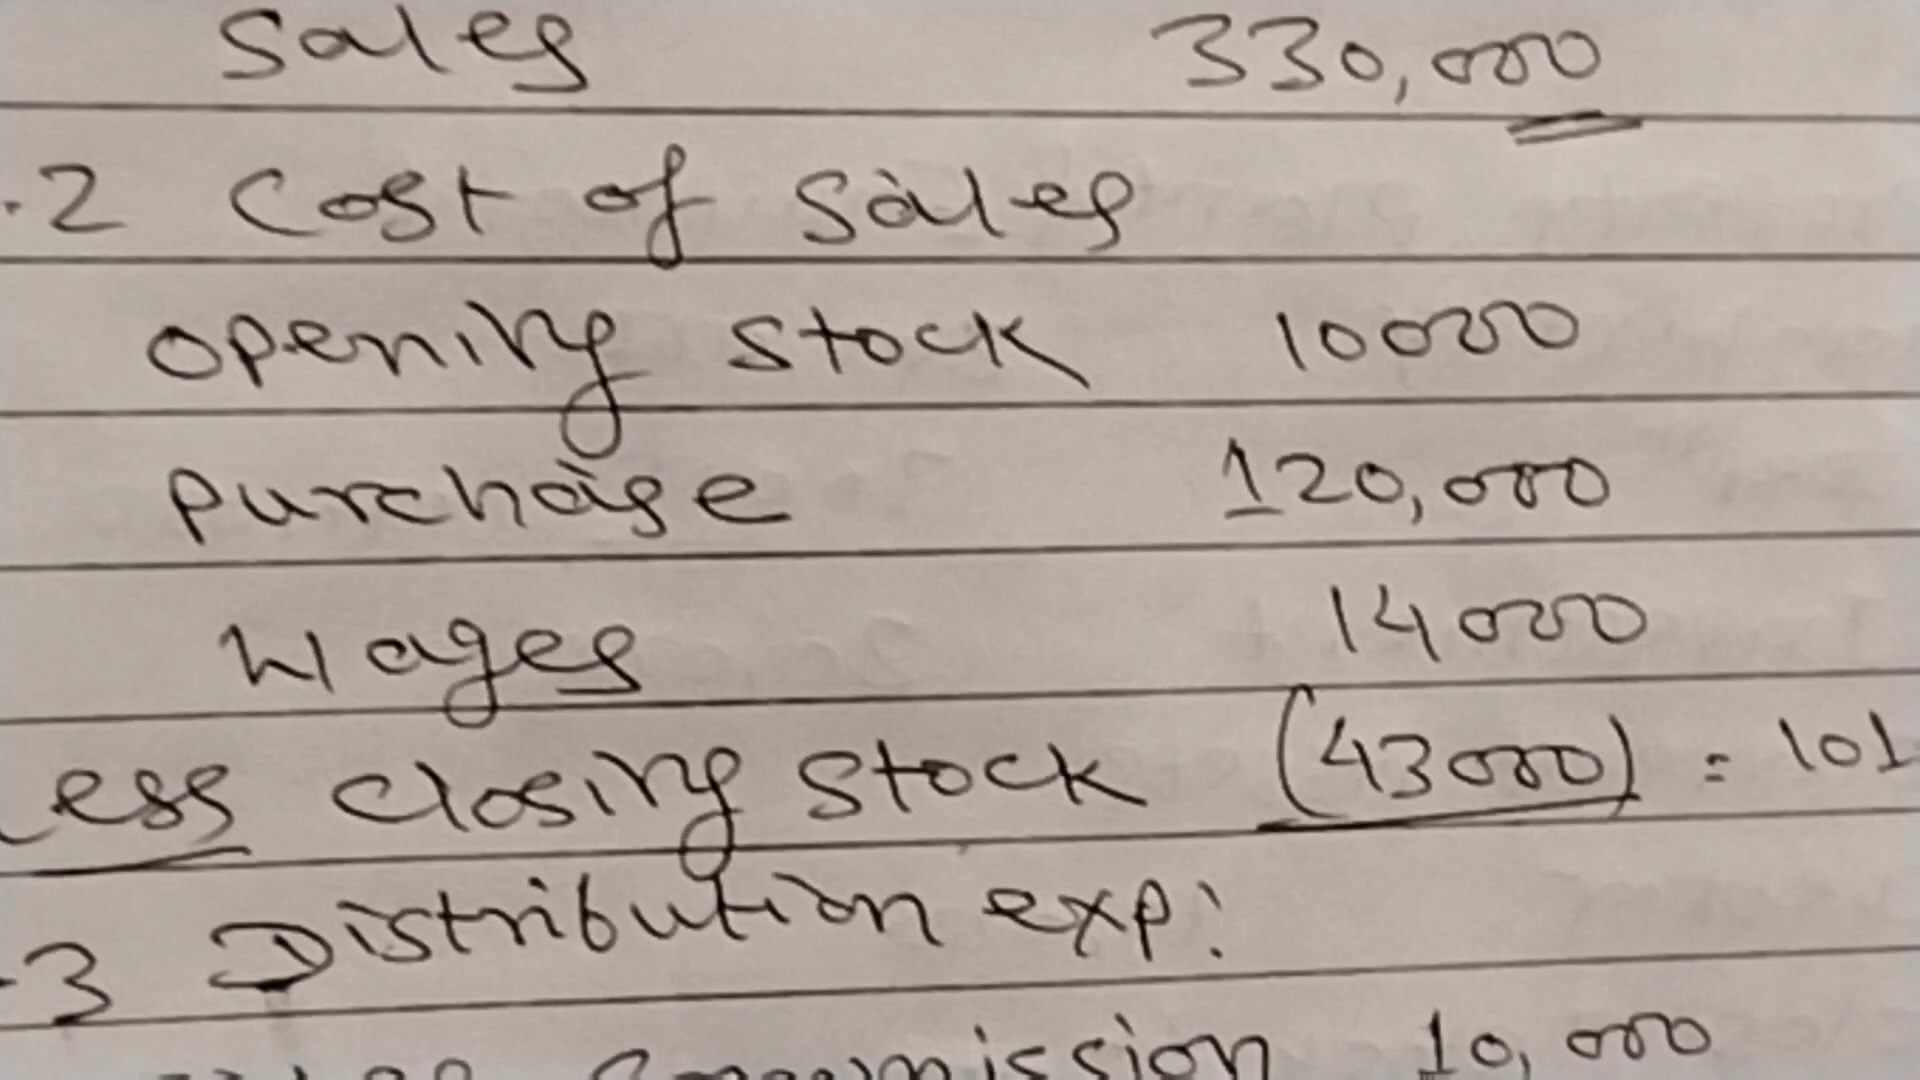 Sales 330,000
.2 Cost of Sales
opening stock 10000
purchase 120,000
Wages 14000
Less closing stock (43000) = 101
-3 Distribution exp:
Commission 10,000